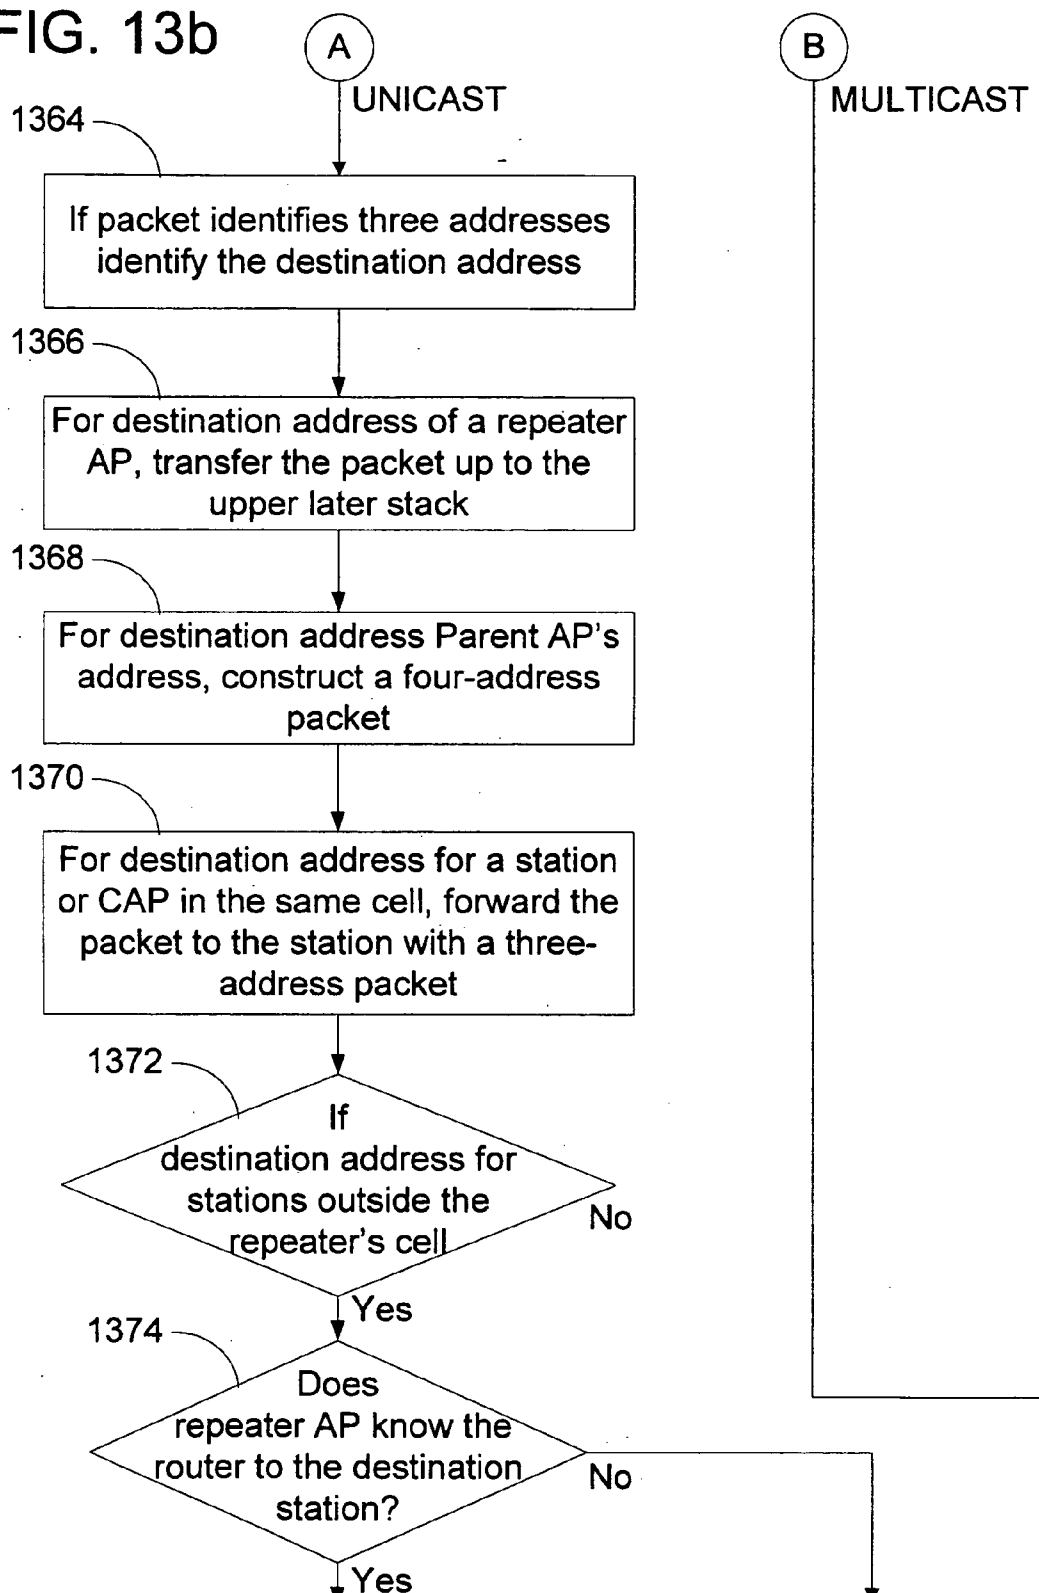 FIG. 13b
A
B
UNICAST
MULTICAST
1364
If packet identifies three addresses
identify the destination address
1366
For destination address of a repeater
AP, transfer the packet up to the
upper later stack
1368
For destination address Parent AP's
address, construct a four-address
packet
1370
For destination address for a station
or CAP in the same cell, forward the
packet to the station with a three-
address packet
1372
If
destination address for
stations outside the
repeater's cell
No
Yes
1374
Does
repeater AP know the
router to the destination
station?
No
Yes